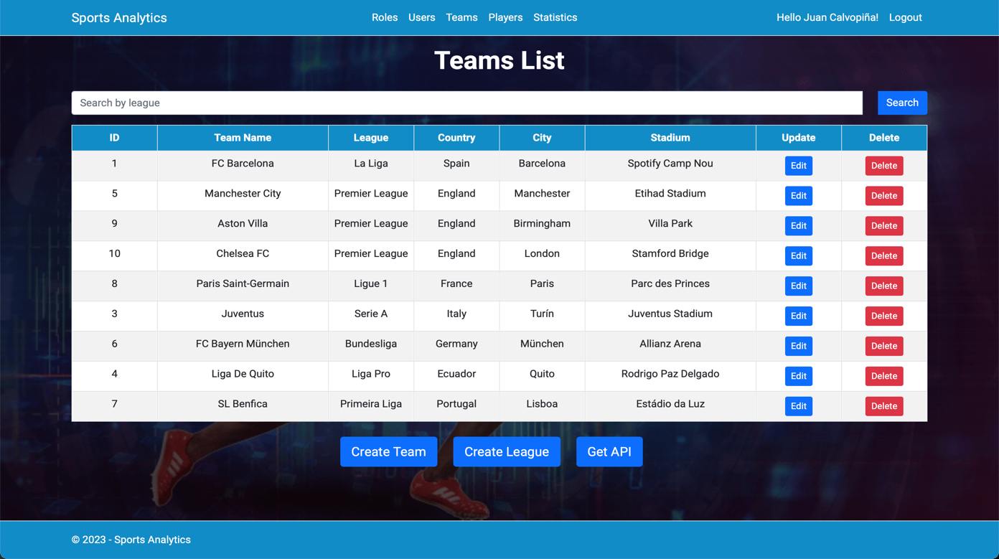 Sports Analytics Roles Users Teams Players Statistics Hello Juan Calvopiña! Logout
Teams List
Search by league Search
ID Team Name League Country City Stadium Update Delete
1 FC Barcelona La Liga Spain Barcelona Spotify Camp Nou Edit Delete
5 Manchester City Premier League England Manchester Etihad Stadium Edit Delete
9 Aston Villa Premier League England Birmingham Villa Park Edit Delete
10 Chelsea FC Premier League England London Stamford Bridge Edit Delete
8 Paris Saint-Germain Ligue 1 France Paris Parc des Princes Edit Delete
3 Juventus Serie A Italy Turín Juventus Stadium Edit Delete
6 FC Bayern München Bundesliga Germany München Allianz Arena Edit Delete
4 Liga De Quito Liga Pro Ecuador Quito Rodrigo Paz Delgado Edit Delete
7 SL Benfica Primeira Liga Portugal Lisboa Estádio da Luz Edit Delete
Create Team Create League Get API
© 2023 - Sports Analytics